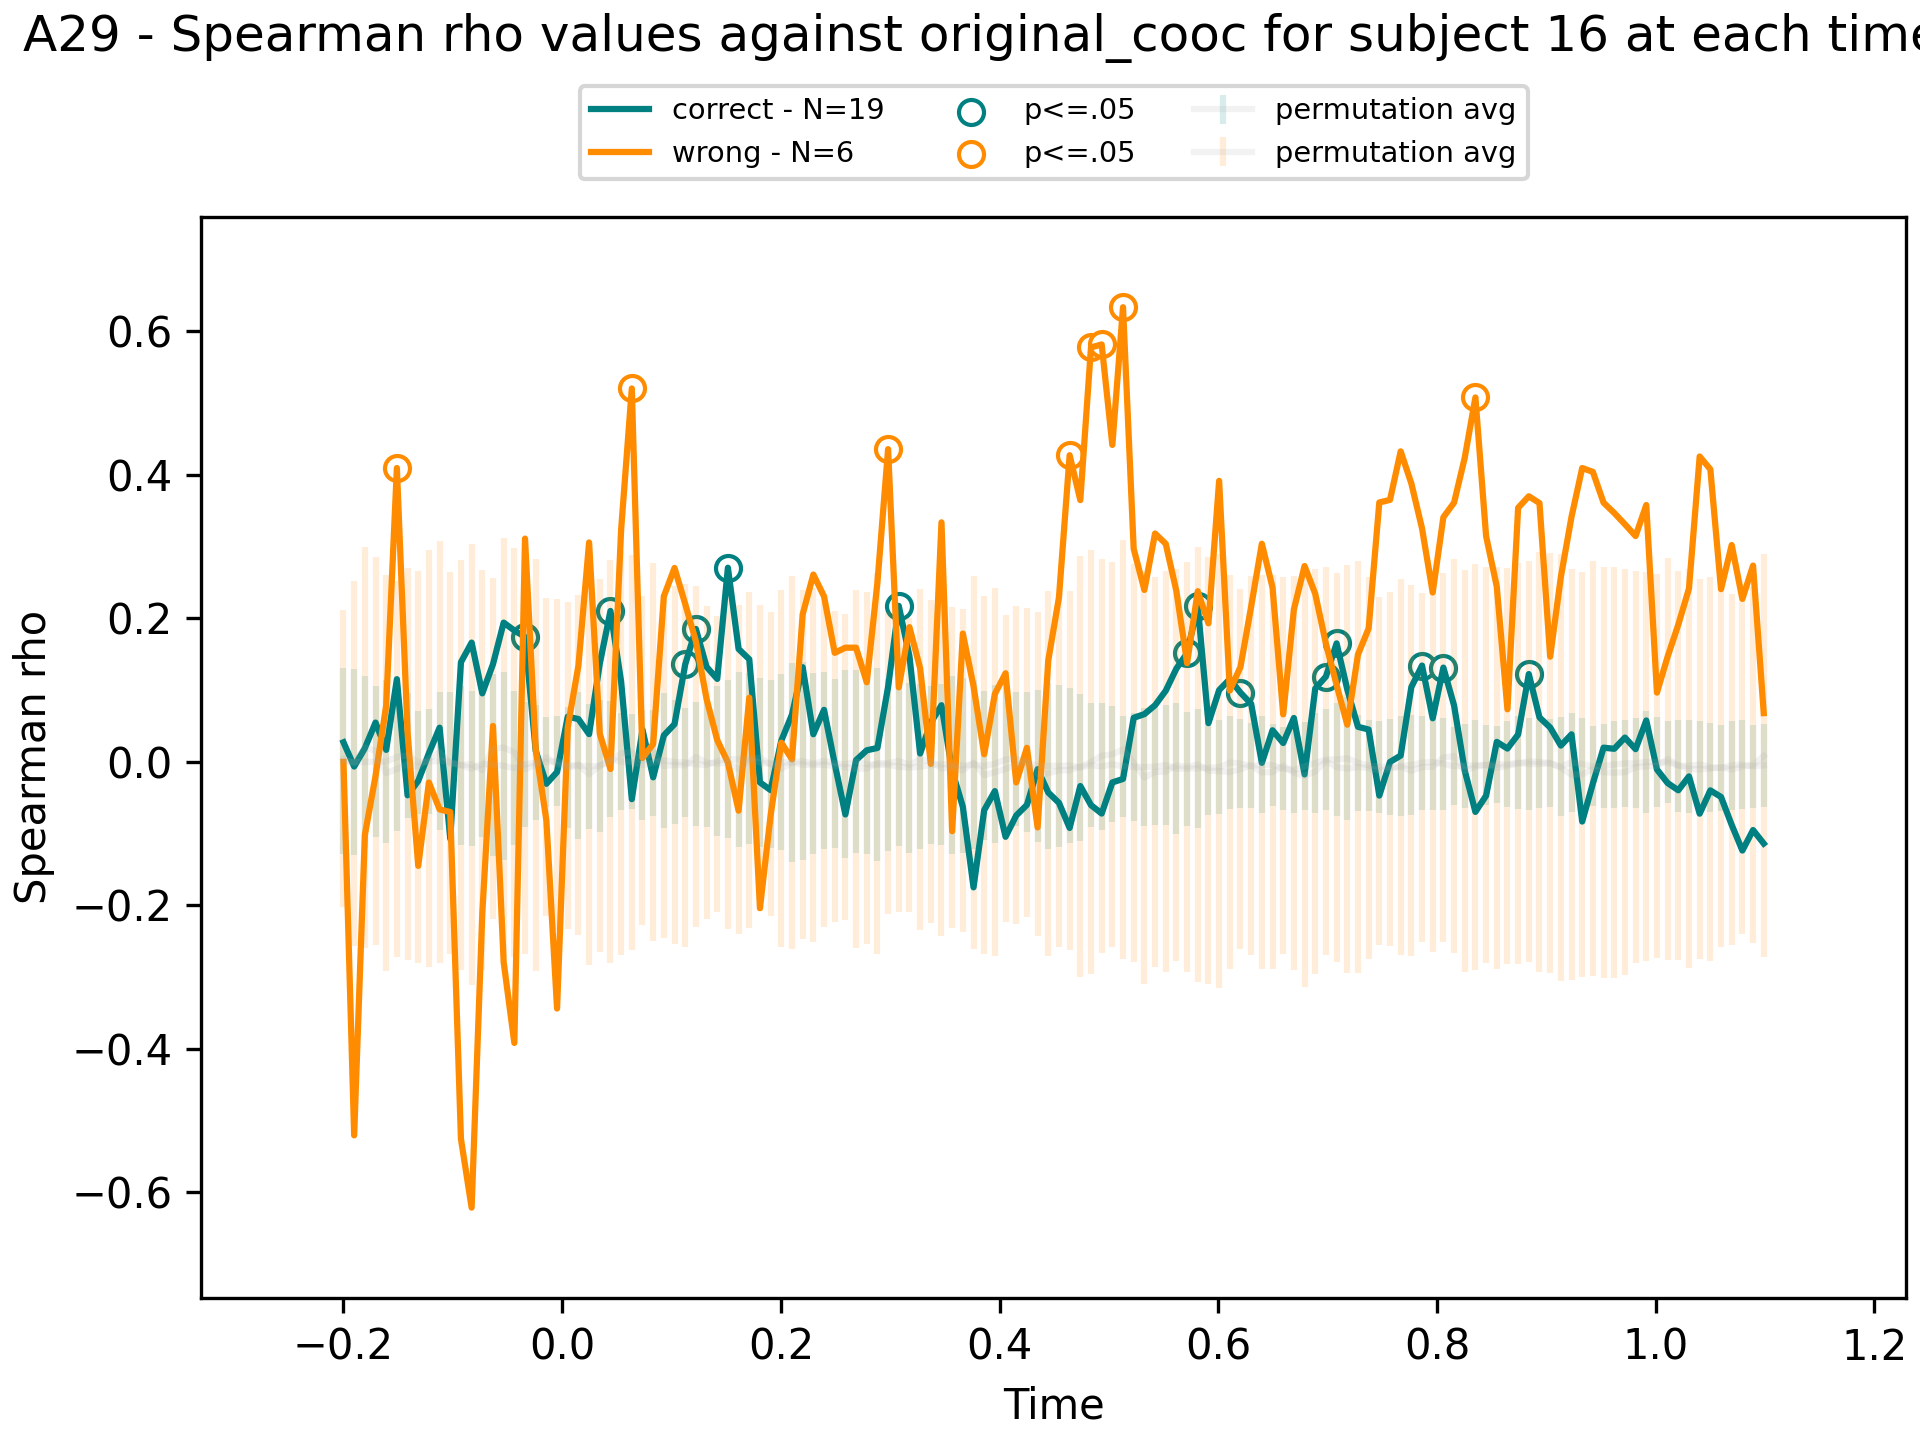 A29 - Spearman rho values against original_cooc for subject 16 at each time
correct - N=19
wrong - N=6
p<=.05
p<=.05
permutation avg
permutation avg
Spearman rho
0.6
0.4
0.2
0.0
−0.2
−0.4
−0.6
−0.2 0.0 0.2 0.4 0.6 0.8 1.0 1.2
Time